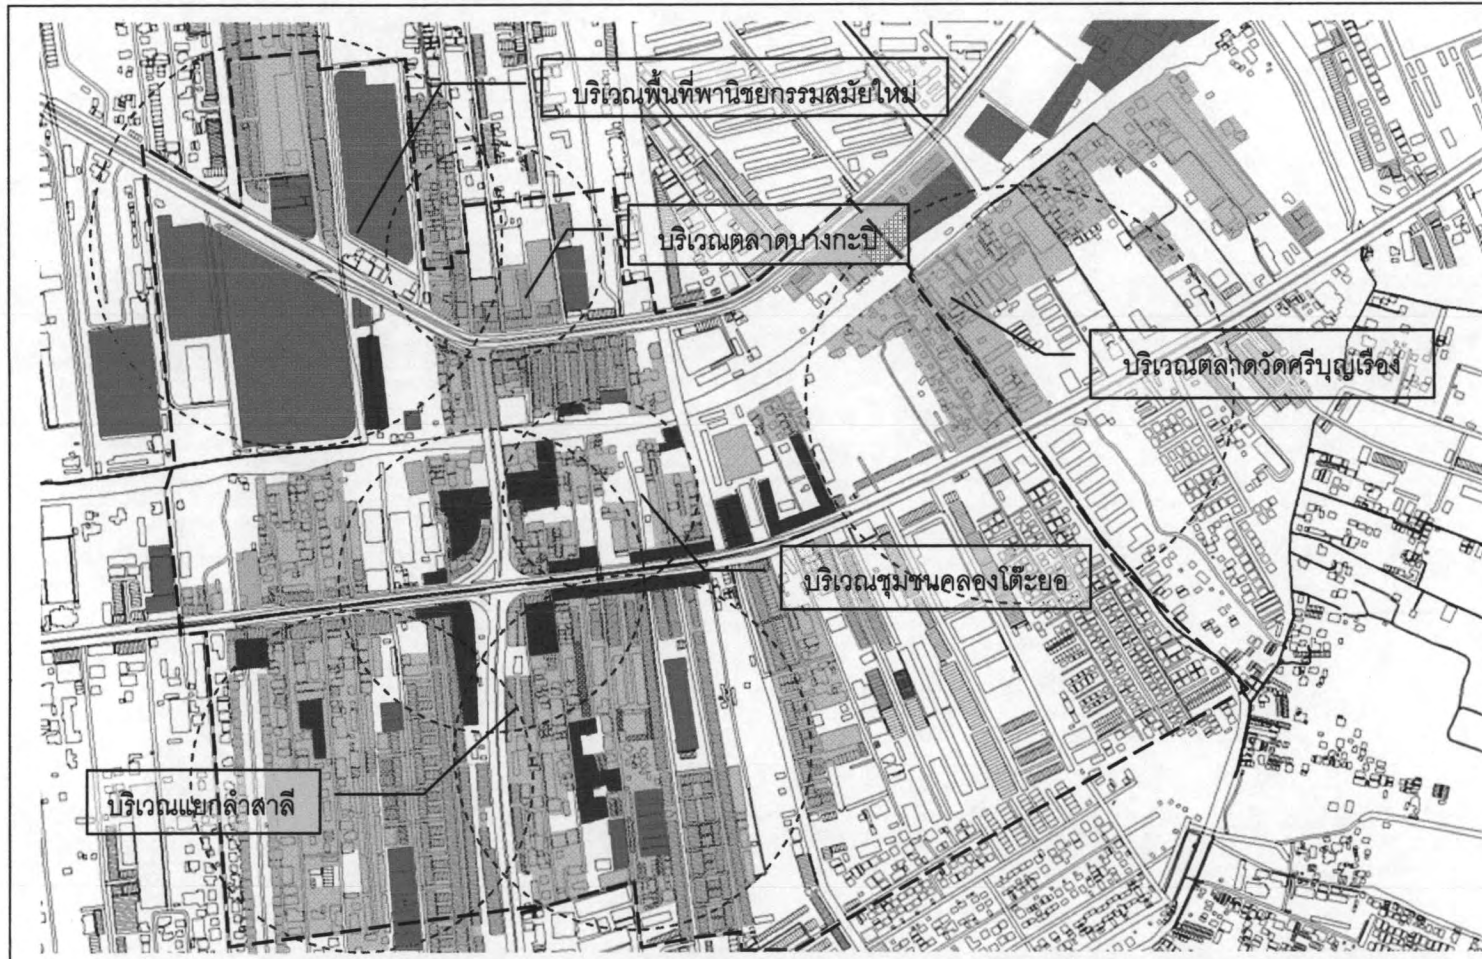 บริเวณพื้นที่พานิชยกรรมสมัยใหม่
บริเวณตลาดบางกะปิ
บริเวณตลาดวัดศรีบุญเรือง
บริเวณชุมชนคลองโต๊ะยอ
บริเวณแยกลำสาลี